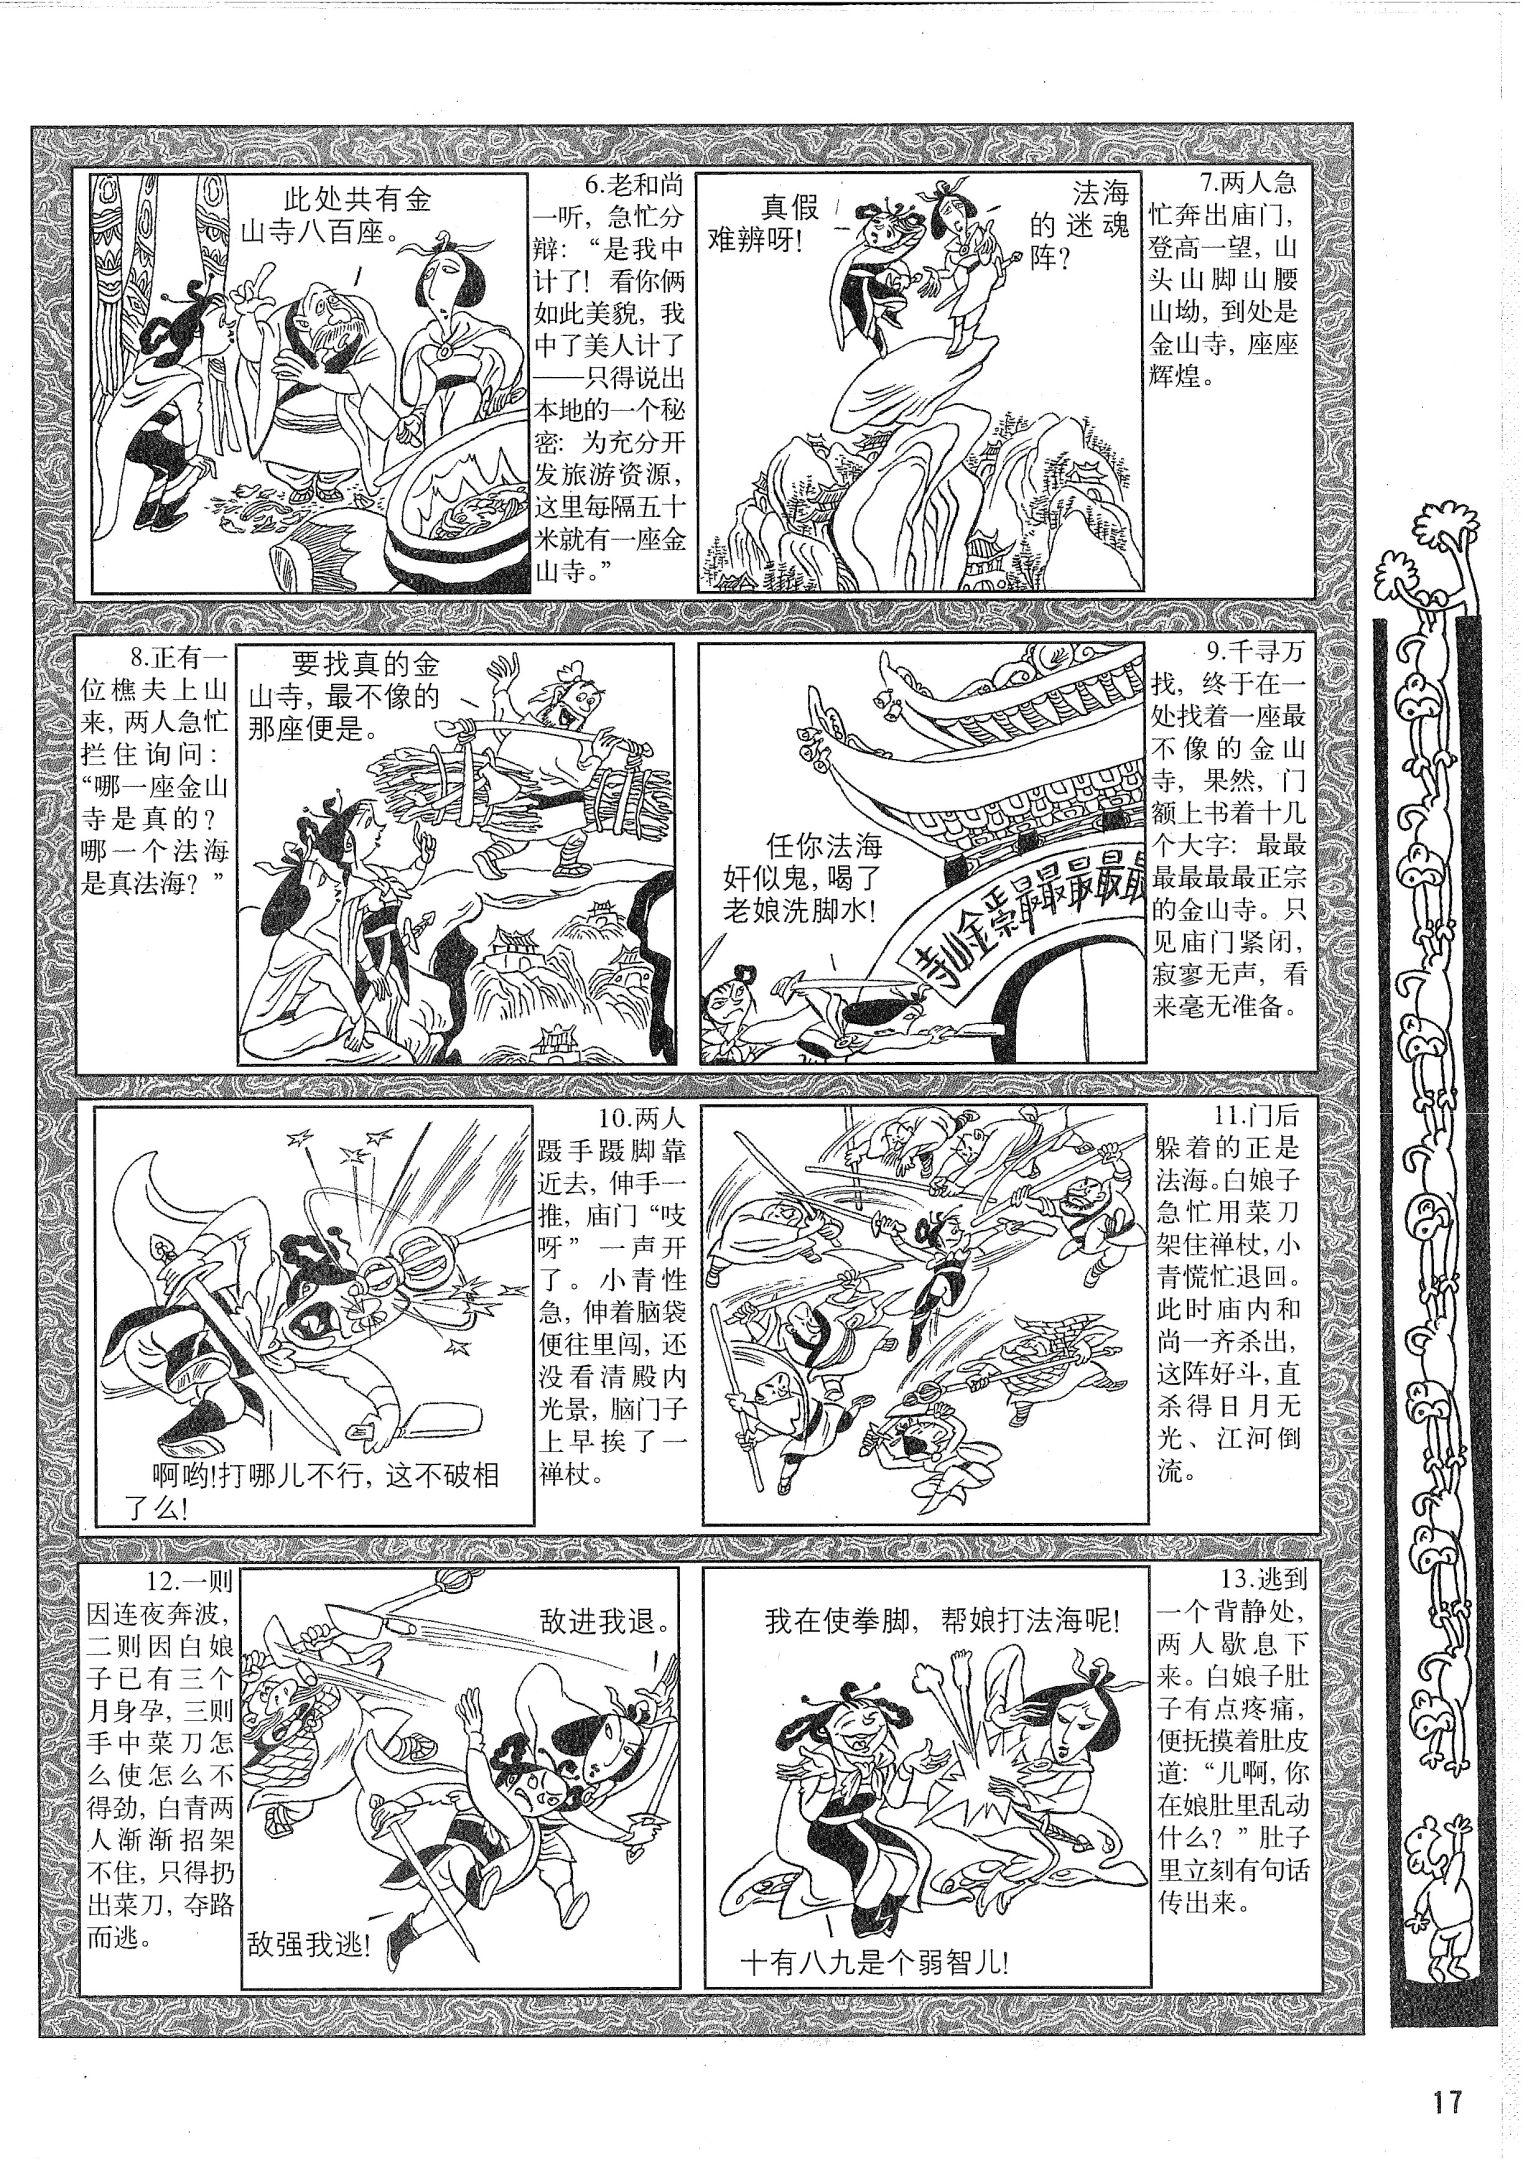 此处共有金
山寺八百座。
6.老和尚
一听，急忙分
辩：“是我中
计了！看你俩
如此美貌，我
中了美人计了
——只得说出
本地的一个秘
密：为充分开
发旅游资源，
这里每隔五十
米就有一座金
山寺。”
真假
难辨呀！
法海
的迷魂
阵？
7.两人急
忙奔出庙门，
登高一望，山
头山脚山腰
山坳，到处是
金山寺，座座
辉煌。
8.正有一
位樵夫上山
来，两人急忙
拦住询问：
“哪一座金山
寺是真的？
哪一个法海
是真法海？”
要找真的金
山寺，最不像的
那座便是。
任你法海
奸似鬼，喝了
老娘洗脚水！
寺山金宗正最最最最最
9.千寻万
找，终于在一
处找着一座最
不像的金山
寺，果然，门
额上书着十几
个大字：最最
最最最最正宗
的金山寺。只
见庙门紧闭，
寂寥无声，看
来毫无准备。
啊哟！打哪儿不行，这不破相
了么！
10.两人
蹑手蹑脚靠
近去，伸手一
推，庙门“吱
呀”一声开
了。小青性
急，伸着脑袋
便往里闯，还
没看清殿内
光景，脑门子
上早挨了一
禅杖。
11.门后
躲着的正是
法海。白娘子
急忙用菜刀
架住禅杖，小
青慌忙退回。
此时庙内和
尚一齐杀出，
这阵好斗，直
杀得日月无
光、江河倒
流。
12.一则
因连夜奔波，
二则因白娘
子已有三个
月身孕，三则
手中菜刀怎
么使怎么不
得劲，白青两
人渐渐招架
不住，只得扔
出菜刀，夺路
而逃。
敌进我退。
敌强我逃！
我在使拳脚，帮娘打法海呢！
十有八九是个弱智儿！
13.逃到
一个背静处，
两人歇息下
来。白娘子肚
子有点疼痛，
便抚摸着肚皮
道：“儿啊，你
在娘肚里乱动
什么？”肚子
里立刻有句话
传出来。
17